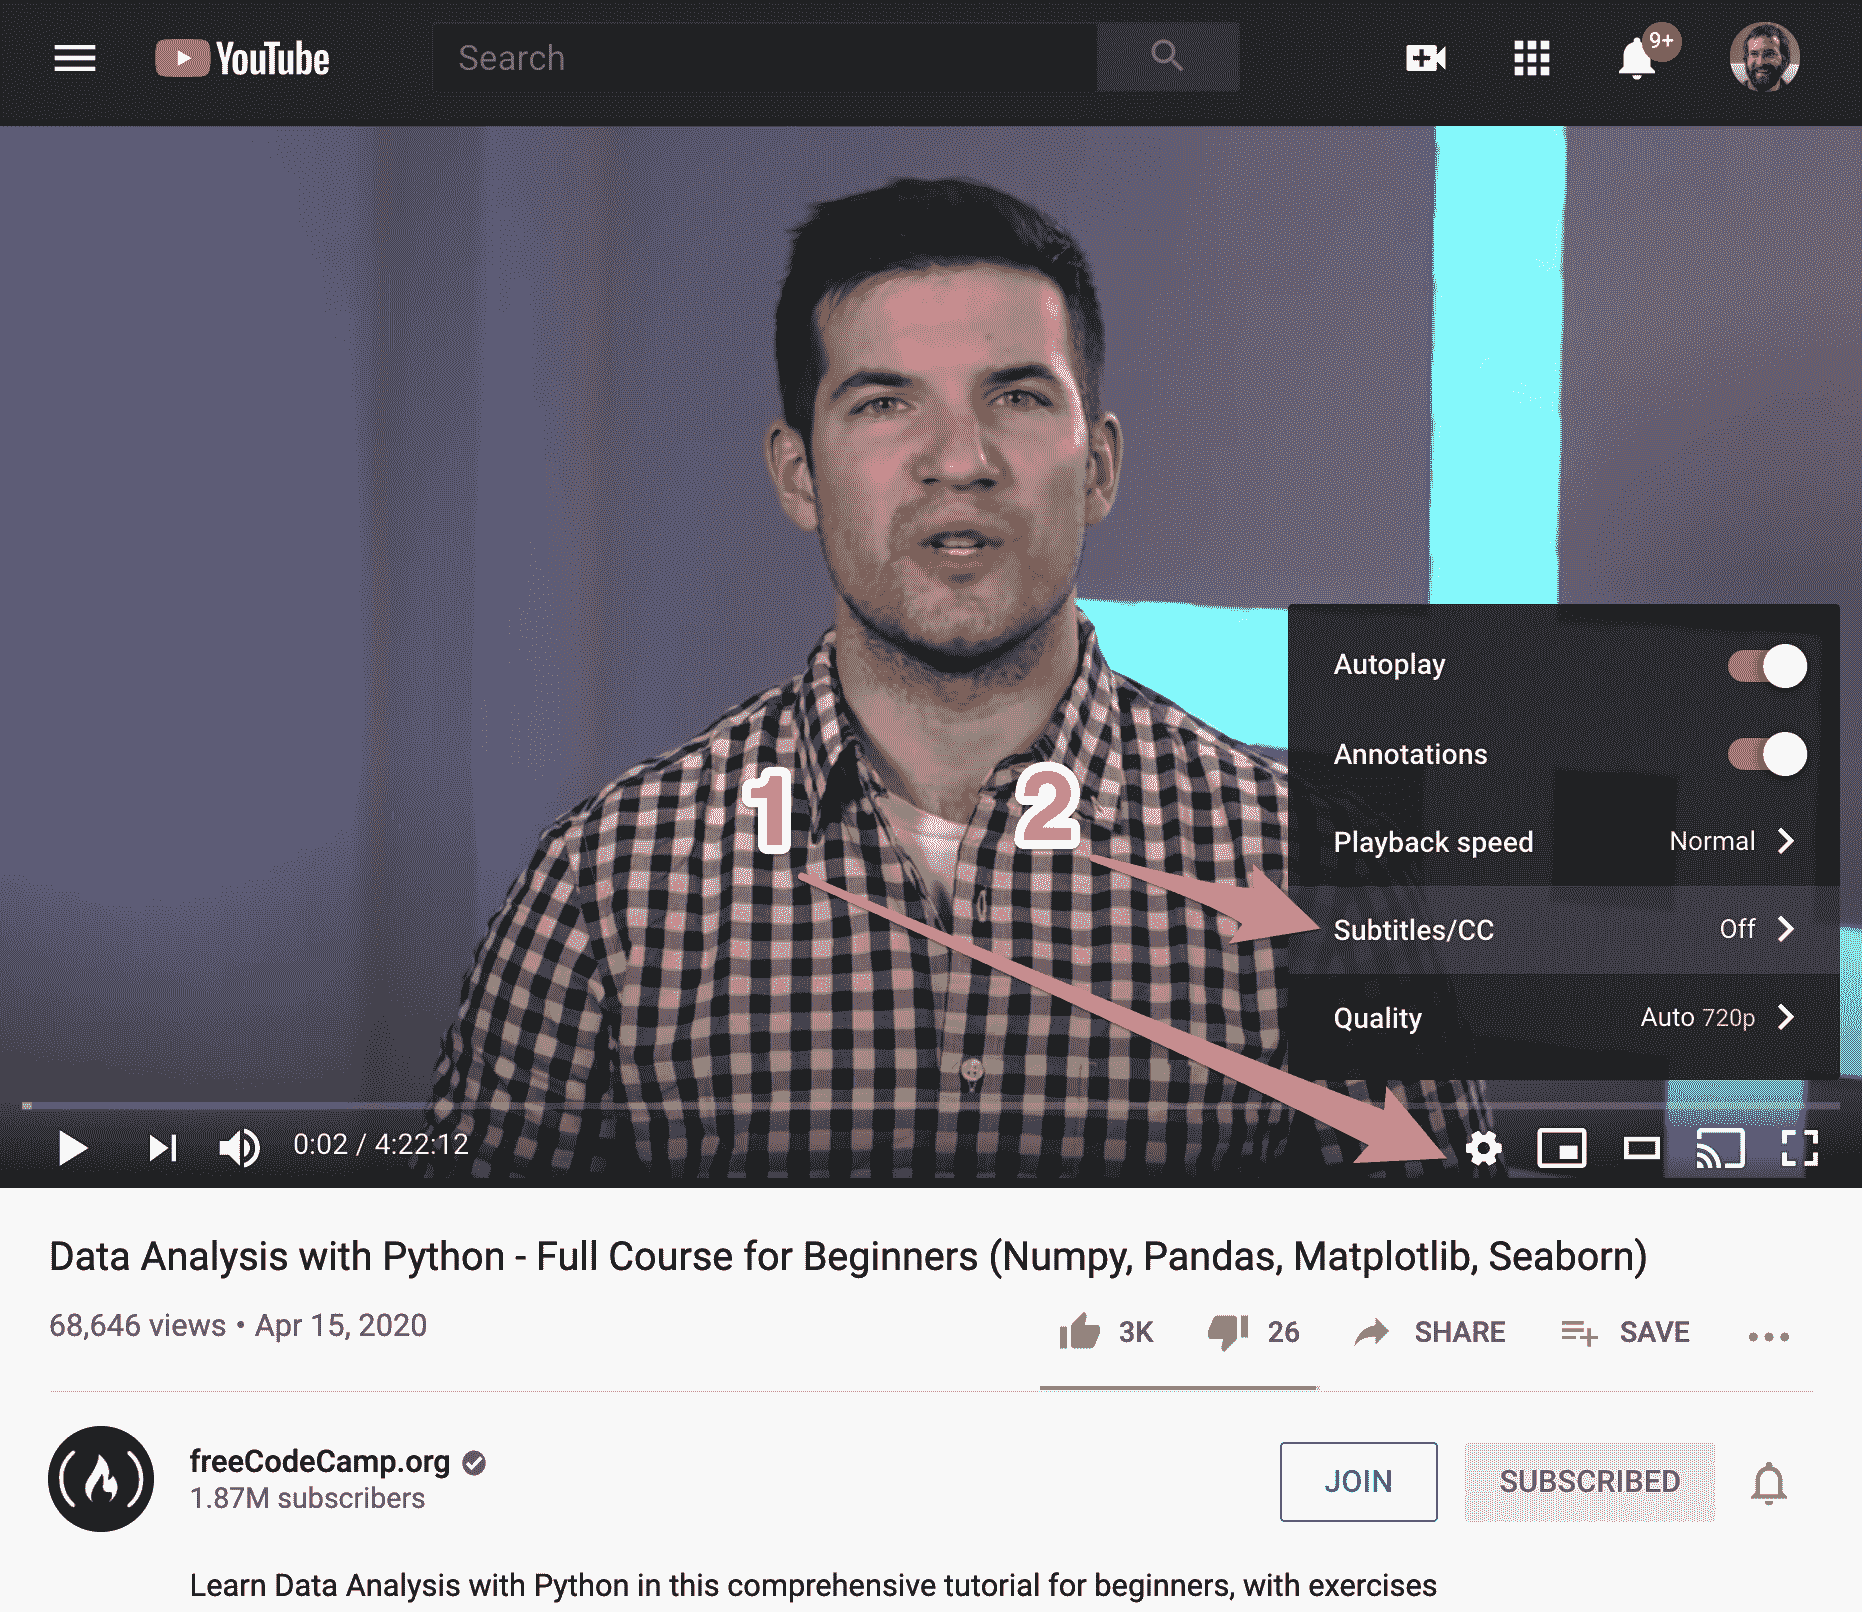 YouTube
Search
9+
Autoplay
Annotations
Playback speed Normal
Subtitles/CC Off
Quality Auto 720p
1
2
0:02 / 4:22:12
Data Analysis with Python - Full Course for Beginners (Numpy, Pandas, Matplotlib, Seaborn)
68,646 views • Apr 15, 2020
3K 26 SHARE SAVE
freeCodeCamp.org
1.87M subscribers
JOIN SUBSCRIBED
Learn Data Analysis with Python in this comprehensive tutorial for beginners, with exercises